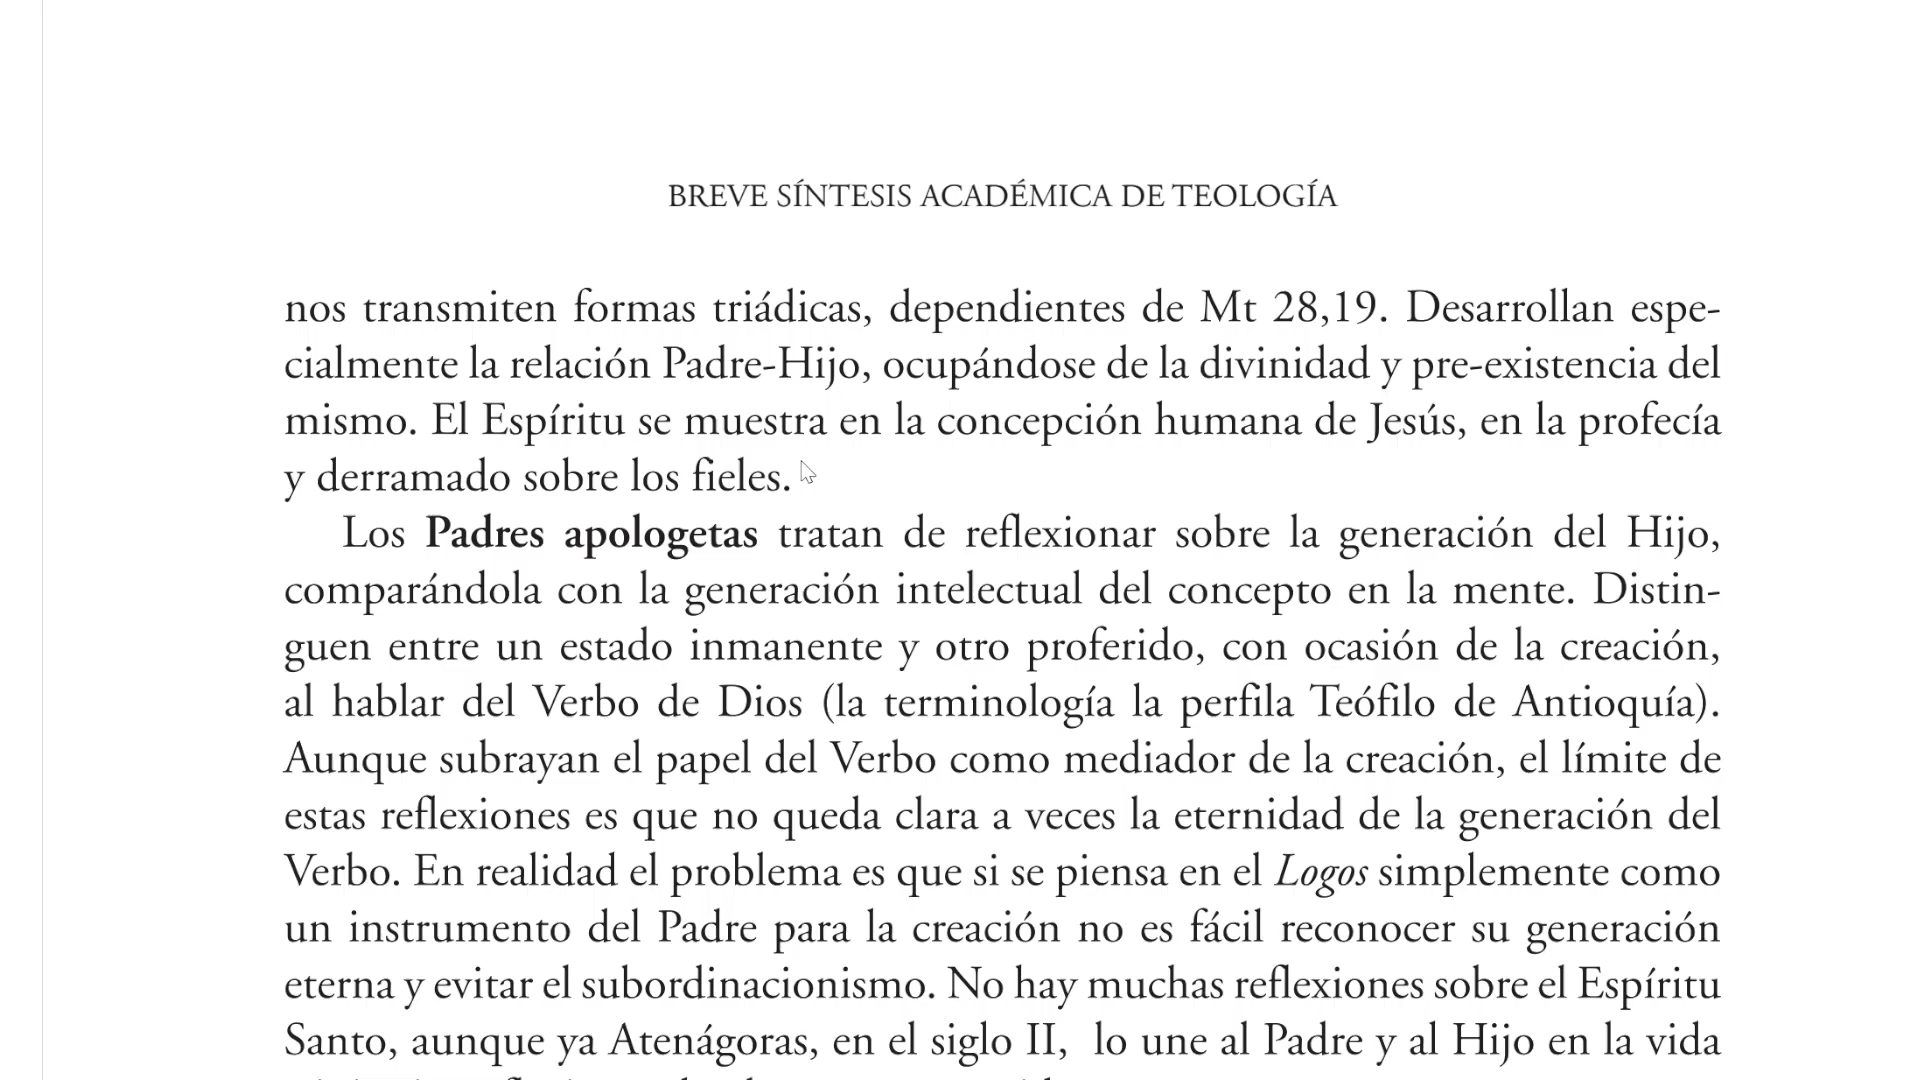 BREVE SÍNTESIS ACADÉMICA DE TEOLOGÍA
nos transmiten formas triádicas, dependientes de Mt 28,19. Desarrollan espe-
cialmente la relación Padre-Hijo, ocupándose de la divinidad y pre-existencia del
mismo. El Espíritu se muestra en la concepción humana de Jesús, en la profecía
y derramado sobre los fieles.
Los Padres apologetas tratan de reflexionar sobre la generación del Hijo,
comparándola con la generación intelectual del concepto en la mente. Distin-
guen entre un estado inmanente y otro proferido, con ocasión de la creación,
al hablar del Verbo de Dios (la terminología la perfila Teófilo de Antioquía).
Aunque subrayan el papel del Verbo como mediador de la creación, el límite de
estas reflexiones es que no queda clara a veces la eternidad de la generación del
Verbo. En realidad el problema es que si se piensa en el Logos simplemente como
un instrumento del Padre para la creación no es fácil reconocer su generación
eterna y evitar el subordinacionismo. No hay muchas reflexiones sobre el Espíritu
Santo, aunque ya Atenágoras, en el siglo II, lo une al Padre y al Hijo en la vida